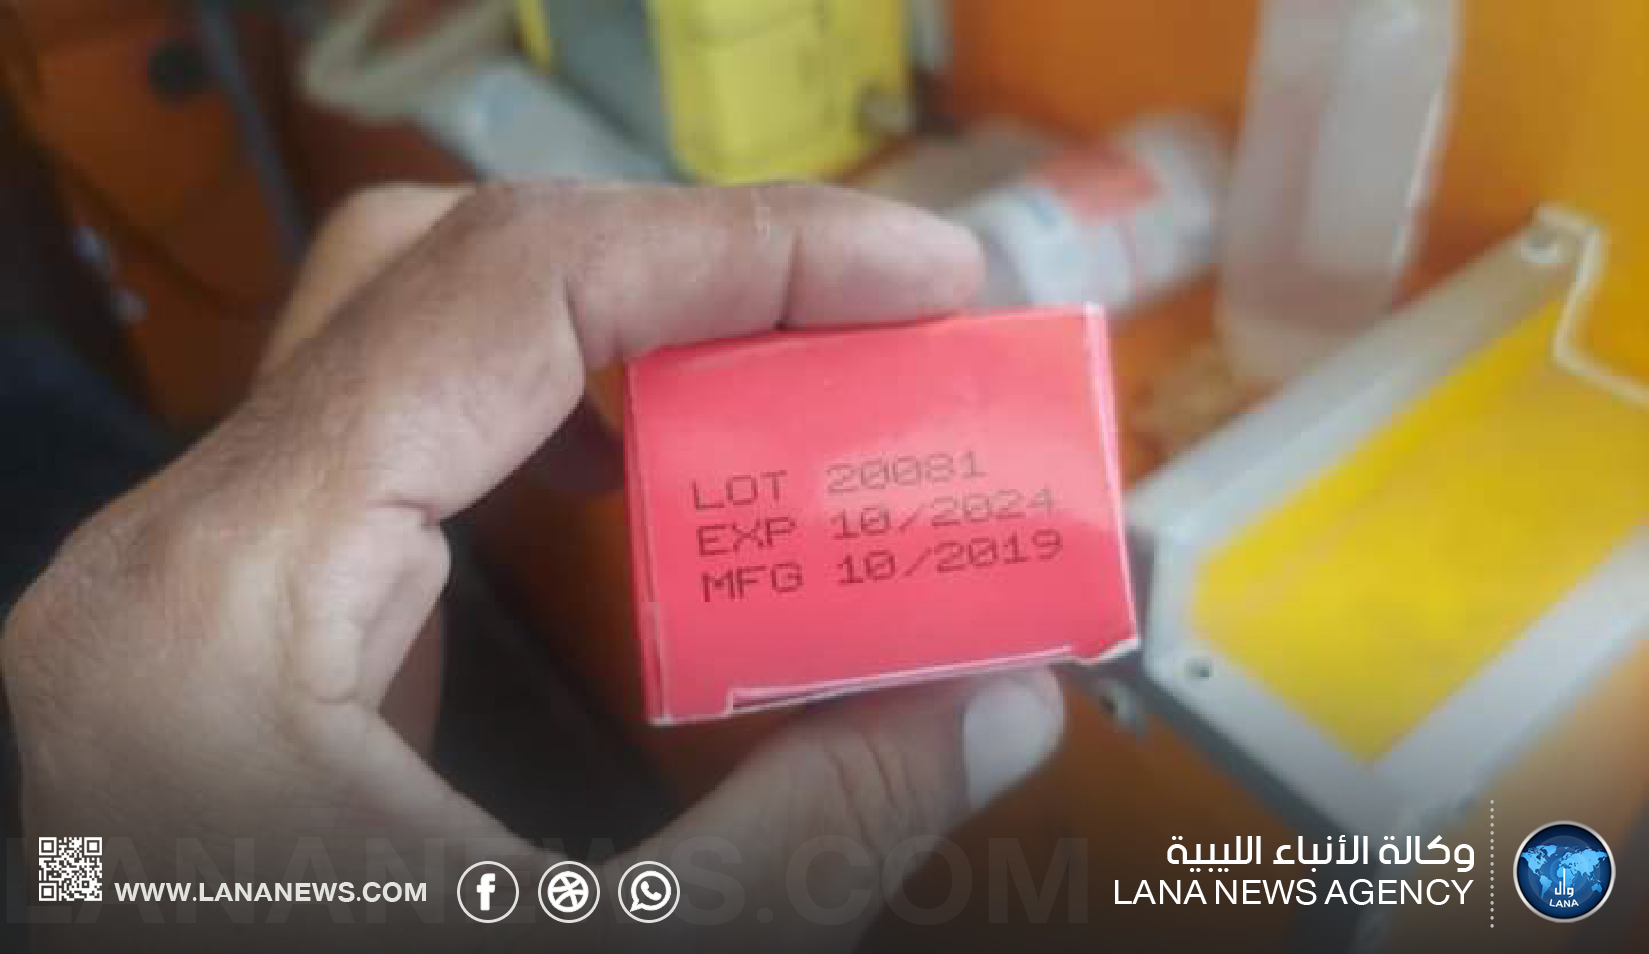 LOT 20081
EXP 10/2024
MFG 10/2019
LANANEWS.COM
WWW.LANANEWS.COM
وكالة الأنباء الليبية
LANA NEWS AGENCY
وال
LANA